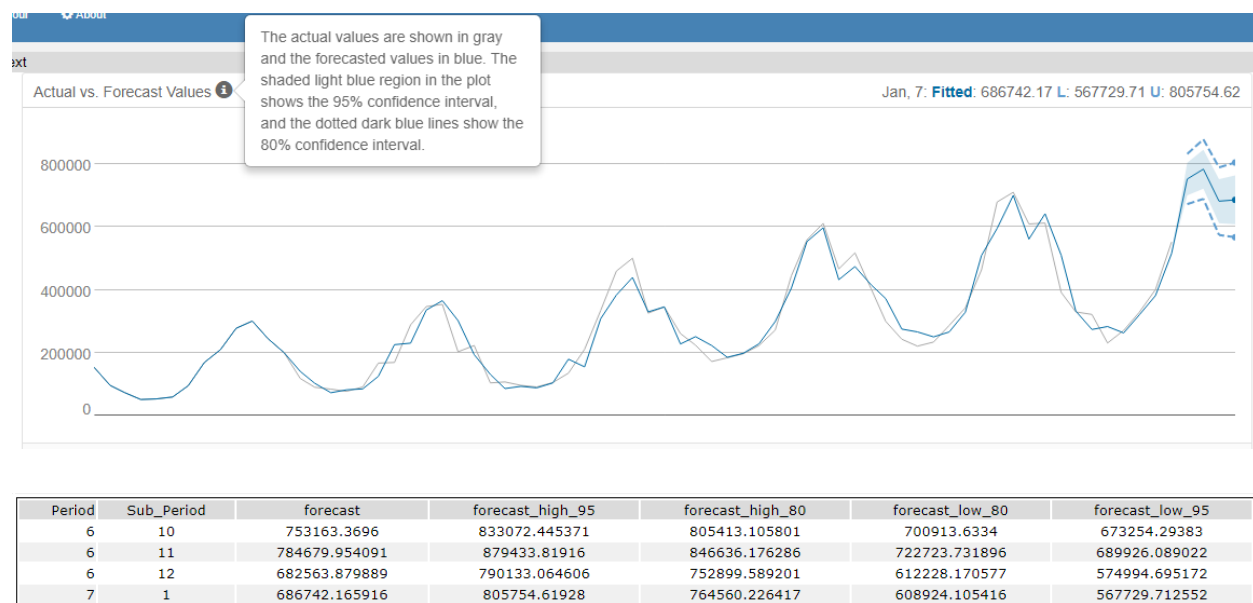 About
The actual values are shown in gray
and the forecasted values in blue. The
shaded light blue region in the plot
shows the 95% confidence interval,
and the dotted dark blue lines show the
80% confidence interval.
Actual vs. Forecast Values
Jan, 7: Fitted: 686742.17 L: 567729.71 U: 805754.62
800000
600000
400000
200000
0
Period Sub_Period forecast forecast_high_95 forecast_high_80 forecast_low_80 forecast_low_95
6 10 753163.3696 833072.445371 805413.105801 700913.6334 673254.29383
6 11 784679.954091 879433.81916 846636.176286 722723.731896 689926.089022
6 12 682563.879889 790133.064606 752899.589201 612228.170577 574994.695172
7 1 686742.165916 805754.61928 764560.226417 608924.105416 567729.712552